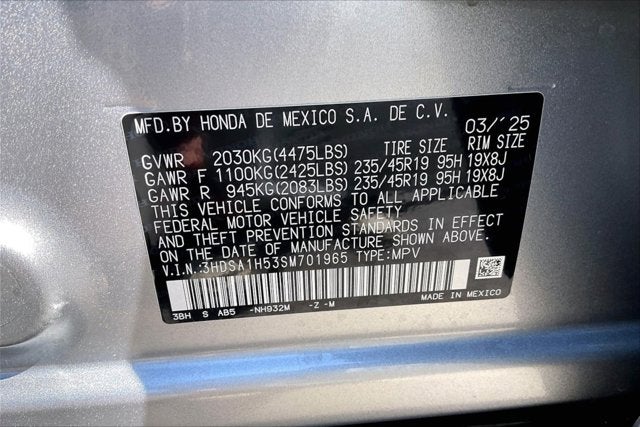 MFD.BY HONDA DE MEXICO S.A. DE C.V. 03/'25
GVWR 2030KG(4475LBS) TIRE SIZE RIM SIZE
GAWR F 1100KG(2425LBS) 235/45R19 95H 19X8J
GAWR R 945KG(2083LBS) 235/45R19 95H 19X8J
THIS VEHICLE CONFORMS TO ALL APPLICABLE
FEDERAL MOTOR VEHICLE SAFETY
AND THEFT PREVENTION STANDARDS IN EFFECT
ON THE DATE OF MANUFACTURE SHOWN ABOVE.
V.I.N.:3HDSA1H53SM701965 TYPE:MPV
3BH S AB5 -NH932M -Z -M MADE IN MEXICO